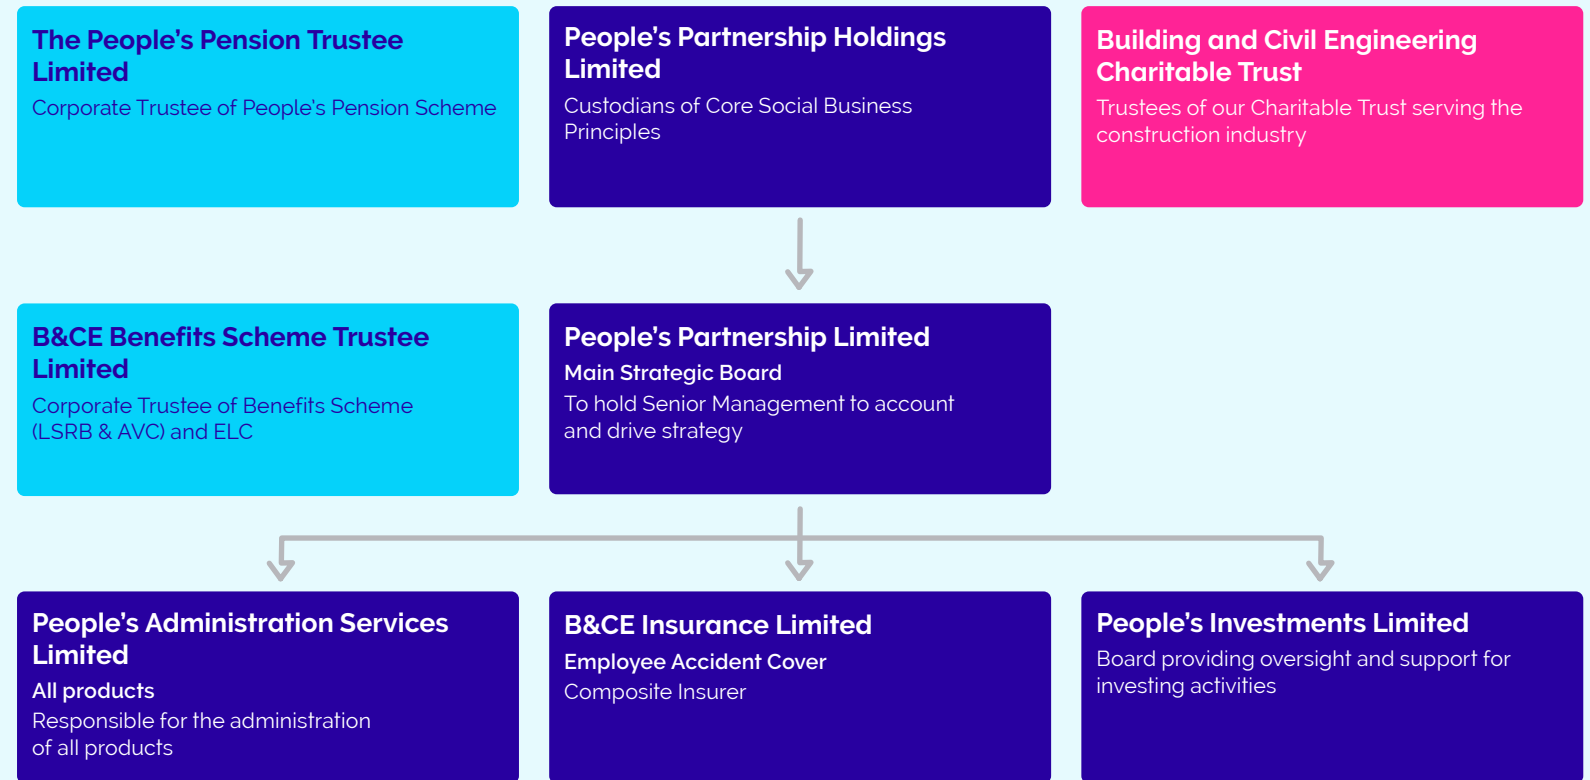 The People’s Pension Trustee
Limited
Corporate Trustee of People’s Pension Scheme
People’s Partnership Holdings
Limited
Custodians of Core Social Business
Principles
Building and Civil Engineering
Charitable Trust
Trustees of our Charitable Trust serving the
construction industry
B&CE Benefits Scheme Trustee
Limited
Corporate Trustee of Benefits Scheme
(LSRB & AVC) and ELC
People’s Partnership Limited
Main Strategic Board
To hold Senior Management to account
and drive strategy
People’s Administration Services
Limited
All products
Responsible for the administration
of all products
B&CE Insurance Limited
Employee Accident Cover
Composite Insurer
People’s Investments Limited
Board providing oversight and support for
investing activities